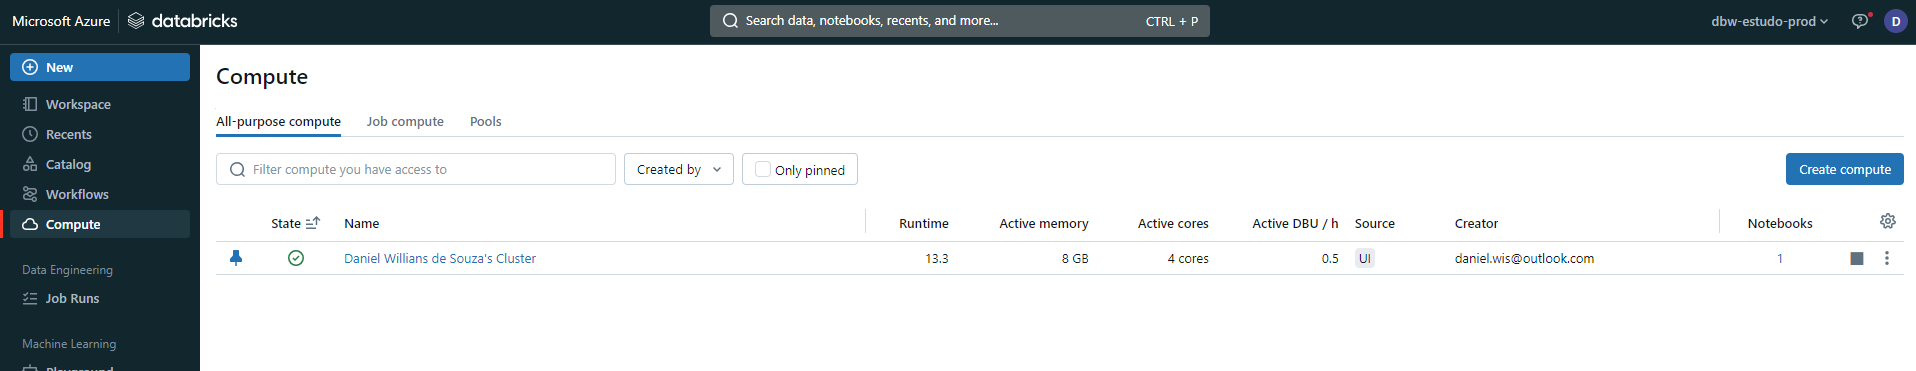 Microsoft Azure databricks Search data, notebooks, recents, and more... CTRL + P dbw-estudo-prod D
New
Workspace
Recents
Catalog
Workflows
Compute
Data Engineering
Job Runs
Machine Learning
Playground
Compute
All-purpose compute Job compute Pools
Filter compute you have access to Created by Only pinned Create compute
State Name Runtime Active memory Active cores Active DBU / h Source Creator Notebooks
Daniel Willians de Souza's Cluster 13.3 8 GB 4 cores 0.5 UI daniel.wis@outlook.com 1